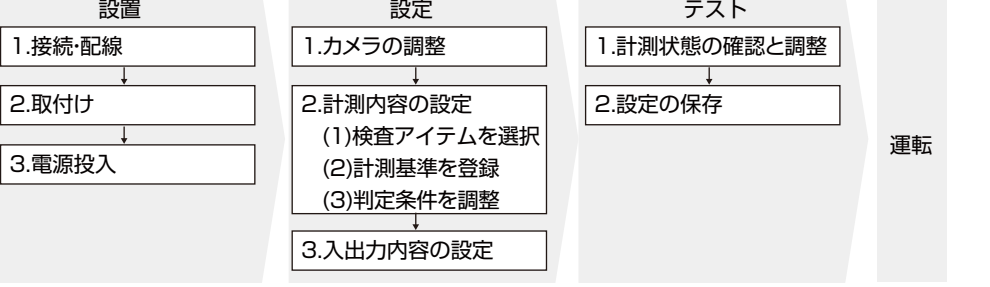 設置
1.接続・配線
2.取付け
3.電源投入
設定
1.カメラの調整
2.計測内容の設定
(1)検査アイテムを選択
(2)計測基準を登録
(3)判定条件を調整
3.入出力内容の設定
テスト
1.計測状態の確認と調整
2.設定の保存
運転